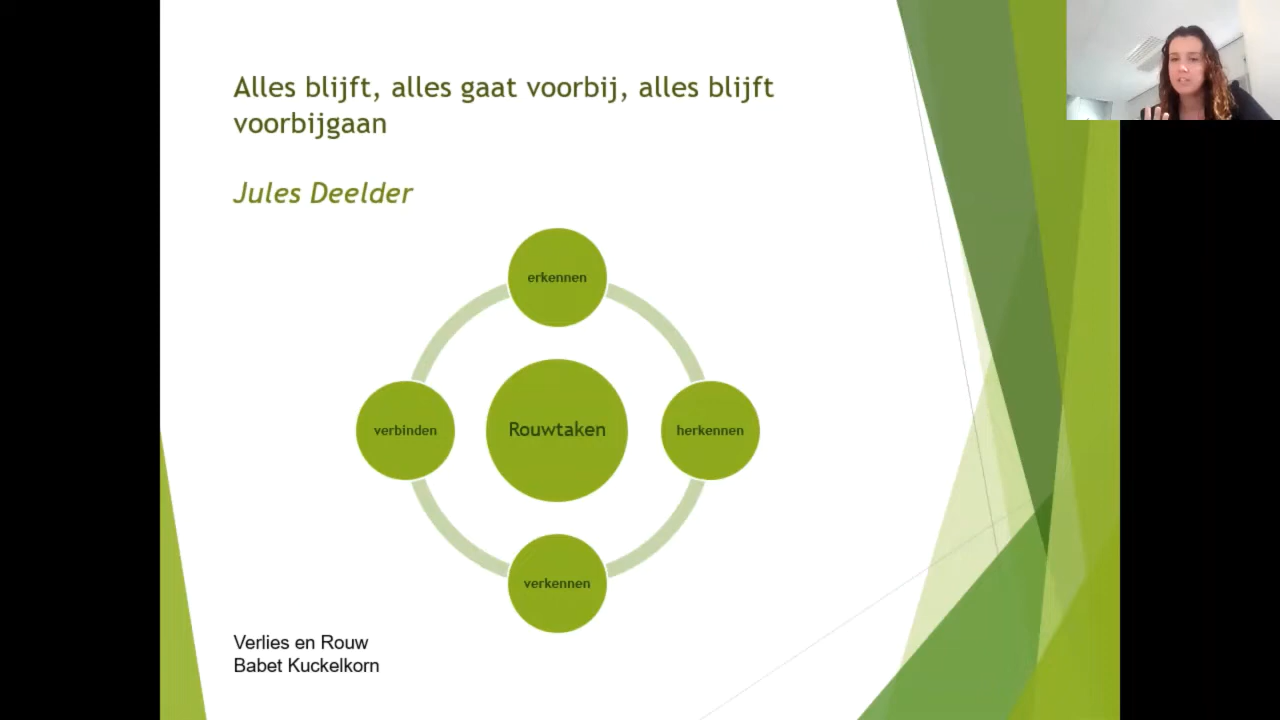 Alles blijft, alles gaat voorbij, alles blijft
voorbijgaan
Jules Deelder
erkennen
verbinden
Rouwtaken
herkennen
verkennen
Verlies en Rouw
Babet Kuckelkorn